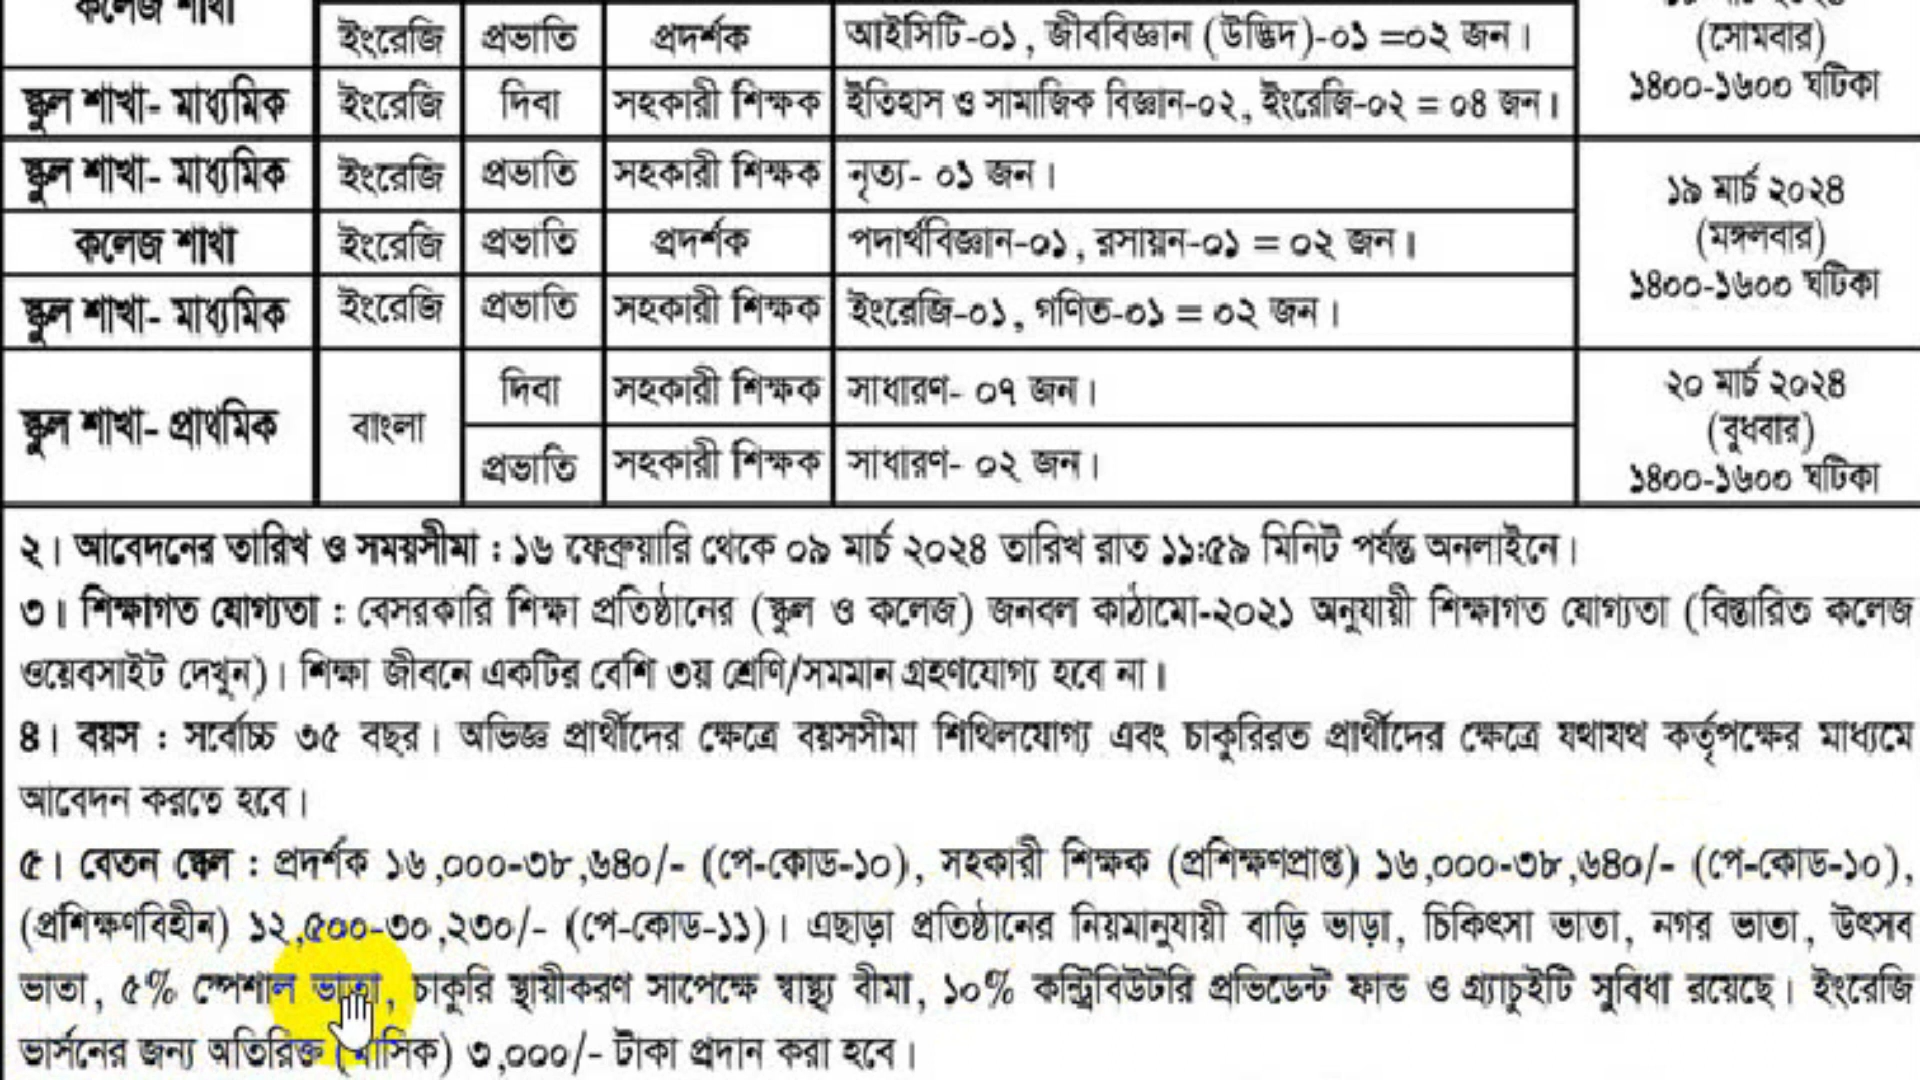 কলেজ শাখা
ইংরেজি প্রভাতি প্রদর্শক আইসিটি-০১, জীববিজ্ঞান (উদ্ভিদ)-০১ =০২ জন।
(সোমবার)
১৪০০-১৬০০ ঘটিকা
স্কুল শাখা- মাধ্যমিক ইংরেজি দিবা সহকারী শিক্ষক ইতিহাস ও সামাজিক বিজ্ঞান-০২, ইংরেজি-০২ = ০৪ জন।
স্কুল শাখা- মাধ্যমিক ইংরেজি প্রভাতি সহকারী শিক্ষক নৃত্য- ০১ জন।
১৯ মার্চ ২০২৪
(মঙ্গলবার)
১৪০০-১৬০০ ঘটিকা
কলেজ শাখা ইংরেজি প্রভাতি প্রদর্শক পদার্থবিজ্ঞান-০১, রসায়ন-০১ = ০২ জন।
স্কুল শাখা- মাধ্যমিক ইংরেজি প্রভাতি সহকারী শিক্ষক ইংরেজি-০১, গণিত-০১ = ০২ জন।
স্কুল শাখা- প্রাথমিক বাংলা দিবা সহকারী শিক্ষক সাধারণ- ০৭ জন।
প্রভাতি সহকারী শিক্ষক সাধারণ- ০২ জন।
২০ মার্চ ২০২৪
(বুধবার)
১৪০০-১৬০০ ঘটিকা
২। আবেদনের তারিখ ও সময়সীমা : ১৬ ফেব্রুয়ারি থেকে ০৯ মার্চ ২০২৪ তারিখ রাত ১১:৫৯ মিনিট পর্যন্ত অনলাইনে।
৩। শিক্ষাগত যোগ্যতা : বেসরকারি শিক্ষা প্রতিষ্ঠানের (স্কুল ও কলেজ) জনবল কাঠামো-২০২১ অনুযায়ী শিক্ষাগত যোগ্যতা (বিস্তারিত কলেজ
ওয়েবসাইট দেখুন)। শিক্ষা জীবনে একটির বেশি ৩য় শ্রেণি/সমমান গ্রহণযোগ্য হবে না।
৪। বয়স : সর্বোচ্চ ৩৫ বছর। অভিজ্ঞ প্রার্থীদের ক্ষেত্রে বয়সসীমা শিথিলযোগ্য এবং চাকুরিরত প্রার্থীদের ক্ষেত্রে যথাযথ কর্তৃপক্ষের মাধ্যমে
আবেদন করতে হবে।
৫। বেতন স্কেল : প্রদর্শক ১৬,০০০-৩৮,৬৪০/- (পে-কোড-১০), সহকারী শিক্ষক (প্রশিক্ষণপ্রাপ্ত) ১৬,০০০-৩৮,৬৪০/- (পে-কোড-১০),
(প্রশিক্ষণবিহীন) ১২,৫০০-৩০,২৩০/- (পে-কোড-১১)। এছাড়া প্রতিষ্ঠানের নিয়মানুযায়ী বাড়ি ভাড়া, চিকিৎসা ভাতা, নগর ভাতা, উৎসব
ভাতা, ৫% স্পেশাল ভাতা, চাকুরি স্থায়ীকরণ সাপেক্ষে স্বাস্থ্য বীমা, ১০% কন্ট্রিবিউটরি প্রভিডেন্ট ফান্ড ও গ্র্যাচুইটি সুবিধা রয়েছে। ইংরেজি
ভার্সনের জন্য অতিরিক্ত (মাসিক) ৩,০০০/- টাকা প্রদান করা হবে।